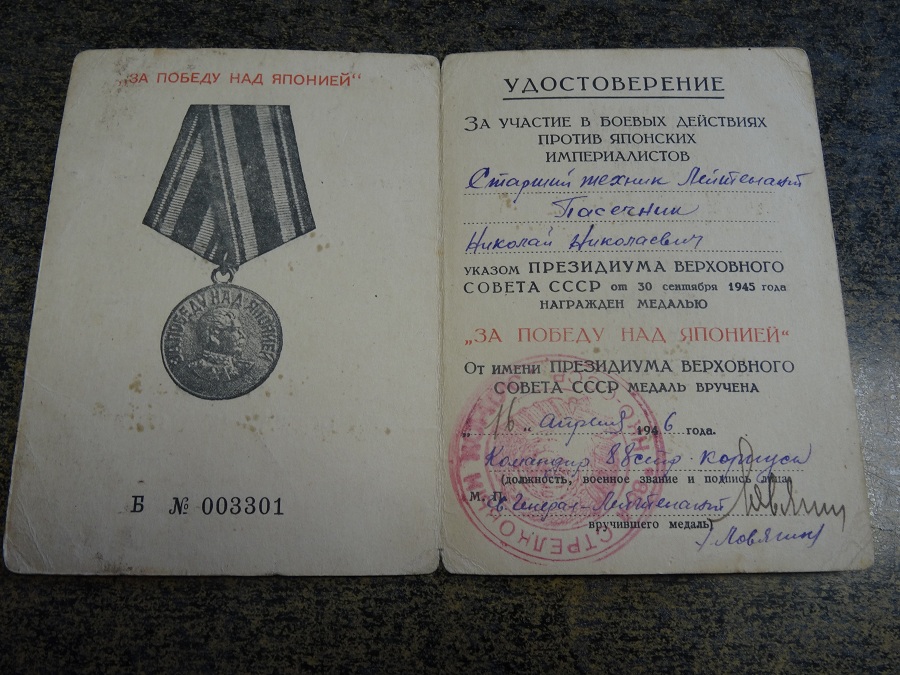 „ЗА ПОБЕДУ НАД ЯПОНИЕЙ“
ЗА ПОБЕДУ НАД ЯПОНИЕЙ
Б № 003301
УДОСТОВЕРЕНИЕ
ЗА УЧАСТИЕ В БОЕВЫХ ДЕЙСТВИЯХ
ПРОТИВ ЯПОНСКИХ
ИМПЕРИАЛИСТОВ
Старший техник Лейтенант
Пасечник
Николай Николаевич
УКАЗОМ ПРЕЗИДИУМА ВЕРХОВНОГО
СОВЕТА СССР от 30 сентября 1945 года
НАГРАЖДЕН МЕДАЛЬЮ
„ЗА ПОБЕДУ НАД ЯПОНИЕЙ“
От имени ПРЕЗИДИУМА ВЕРХОВНОГО
СОВЕТА СССР МЕДАЛЬ ВРУЧЕНА
„16“ апреля 1946 года.
Командир 88 стр. корпуса
(должность, военное звание и подпись лица,
М. П. Генерал-Лейтенант
вручившего медаль)
/Ловягин/